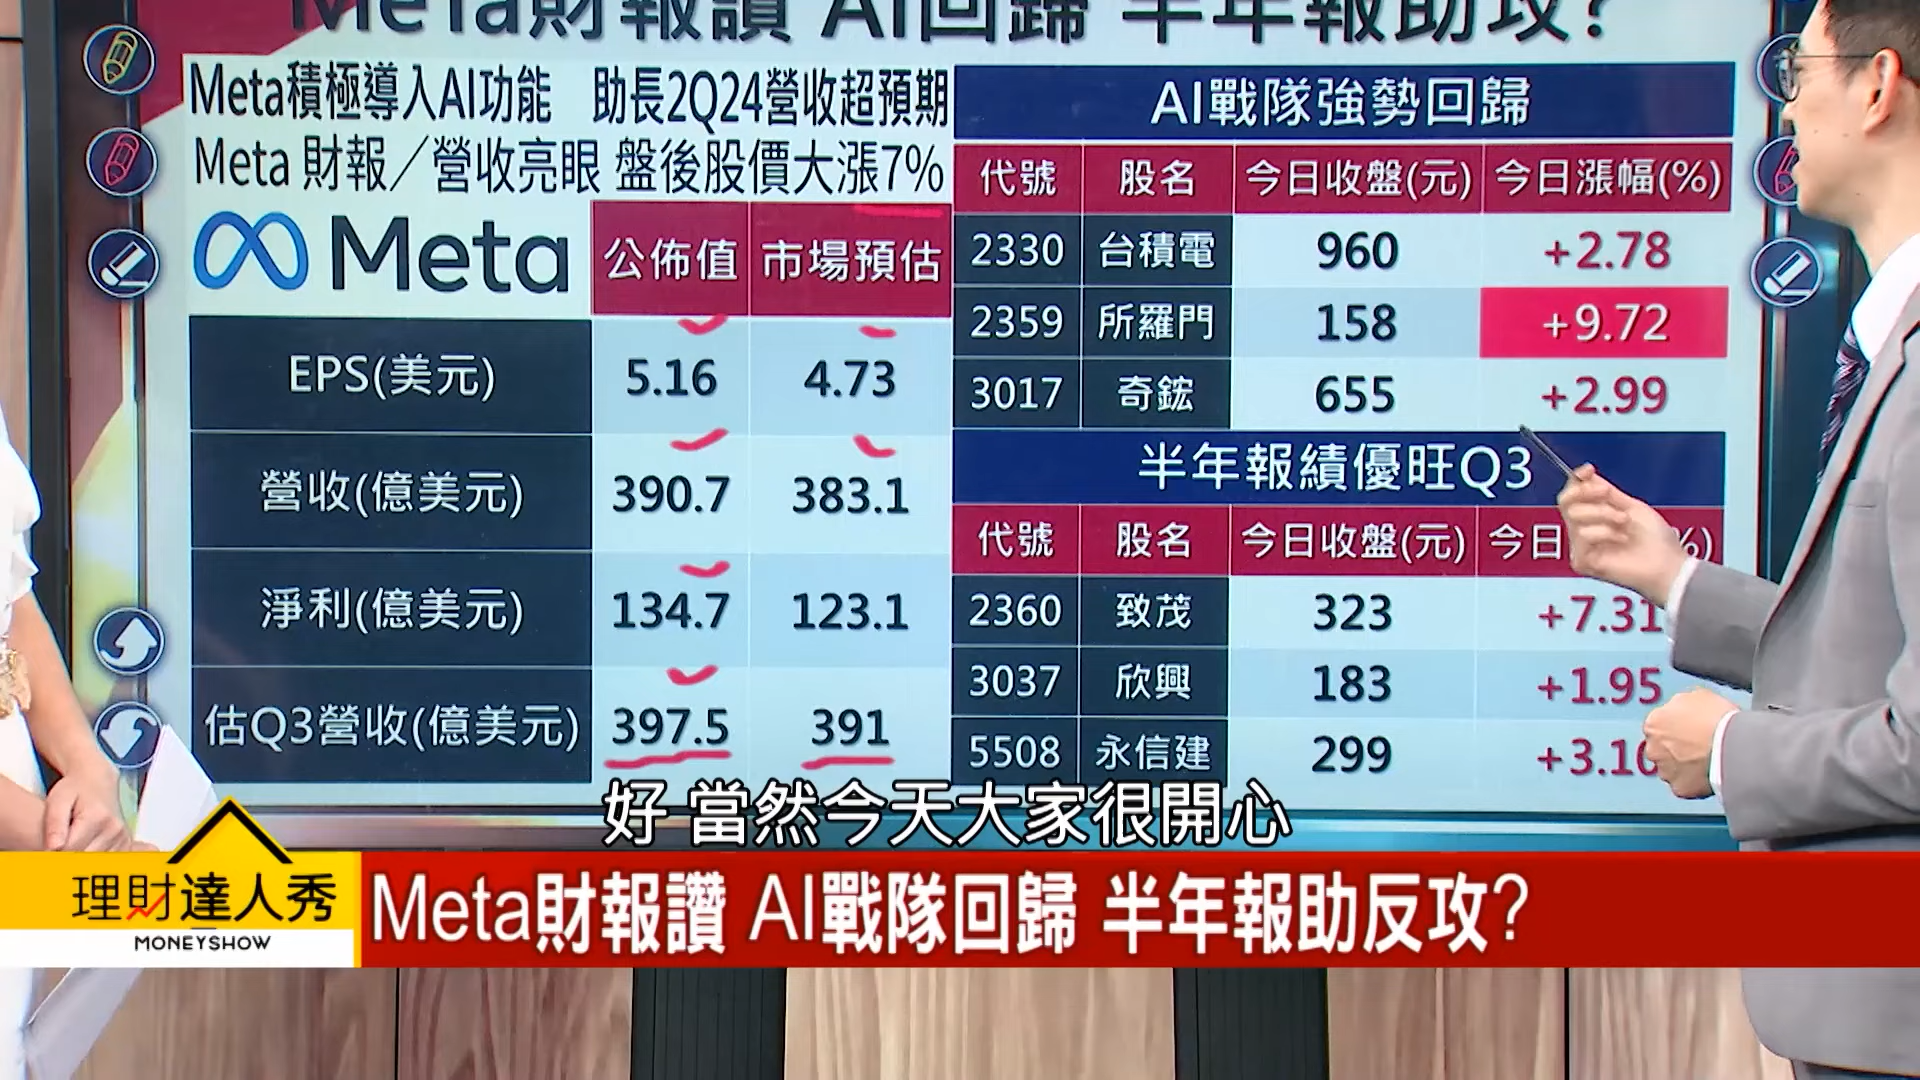 Meta財報讚 AI回歸 半年報助攻?
Meta積極導入AI功能 助長2Q24營收超預期
Meta 財報/營收亮眼 盤後股價大漲7%
Meta 公佈值 市場預估
EPS(美元) 5.16 4.73
營收(億美元) 390.7 383.1
淨利(億美元) 134.7 123.1
估Q3營收(億美元) 397.5 391
AI戰隊強勢回歸
代號 股名 今日收盤(元) 今日漲幅(%)
2330 台積電 960 +2.78
2359 所羅門 158 +9.72
3017 奇鋐 655 +2.99
半年報績優旺Q3
代號 股名 今日收盤(元) 今日 %)
2360 致茂 323 +7.31
3037 欣興 183 +1.95
5508 永信建 299
好 當然今天大家很開心
理財達人秀
MONEYSHOW
Meta財報讚 AI戰隊回歸 半年報助反攻?